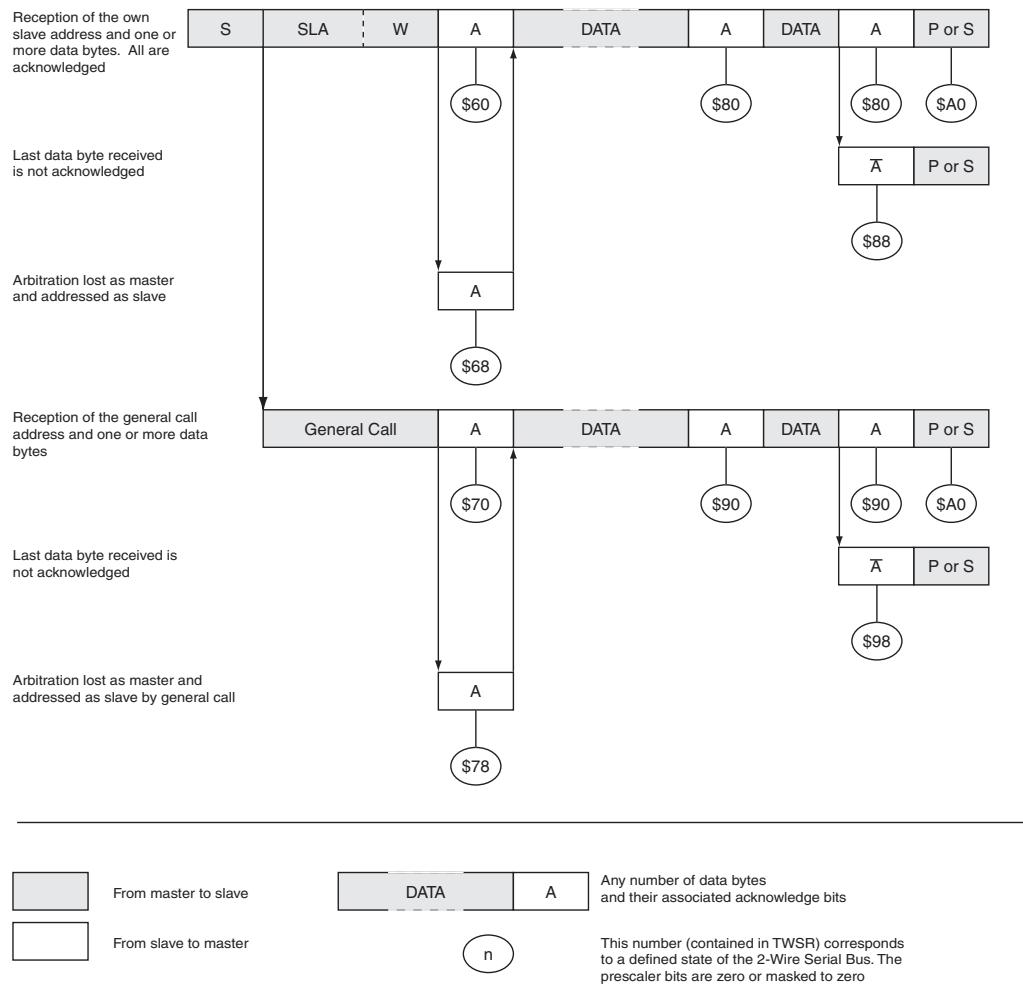 Reception of the own
slave address and one or
more data bytes. All are
acknowledged
S SLA W A DATA A DATA A P or S
$60 $80 $80 $A0
Last data byte received
is not acknowledged
A̅ P or S
$88
Arbitration lost as master
and addressed as slave
A
$68
Reception of the general call
address and one or more data
bytes
General Call A DATA A DATA A P or S
$70 $90 $90 $A0
Last data byte received is
not acknowledged
A̅ P or S
$98
Arbitration lost as master and
addressed as slave by general call
A
$78
From master to slave
DATA A
Any number of data bytes
and their associated acknowledge bits
From slave to master
n
This number (contained in TWSR) corresponds
to a defined state of the 2-Wire Serial Bus. The
prescaler bits are zero or masked to zero